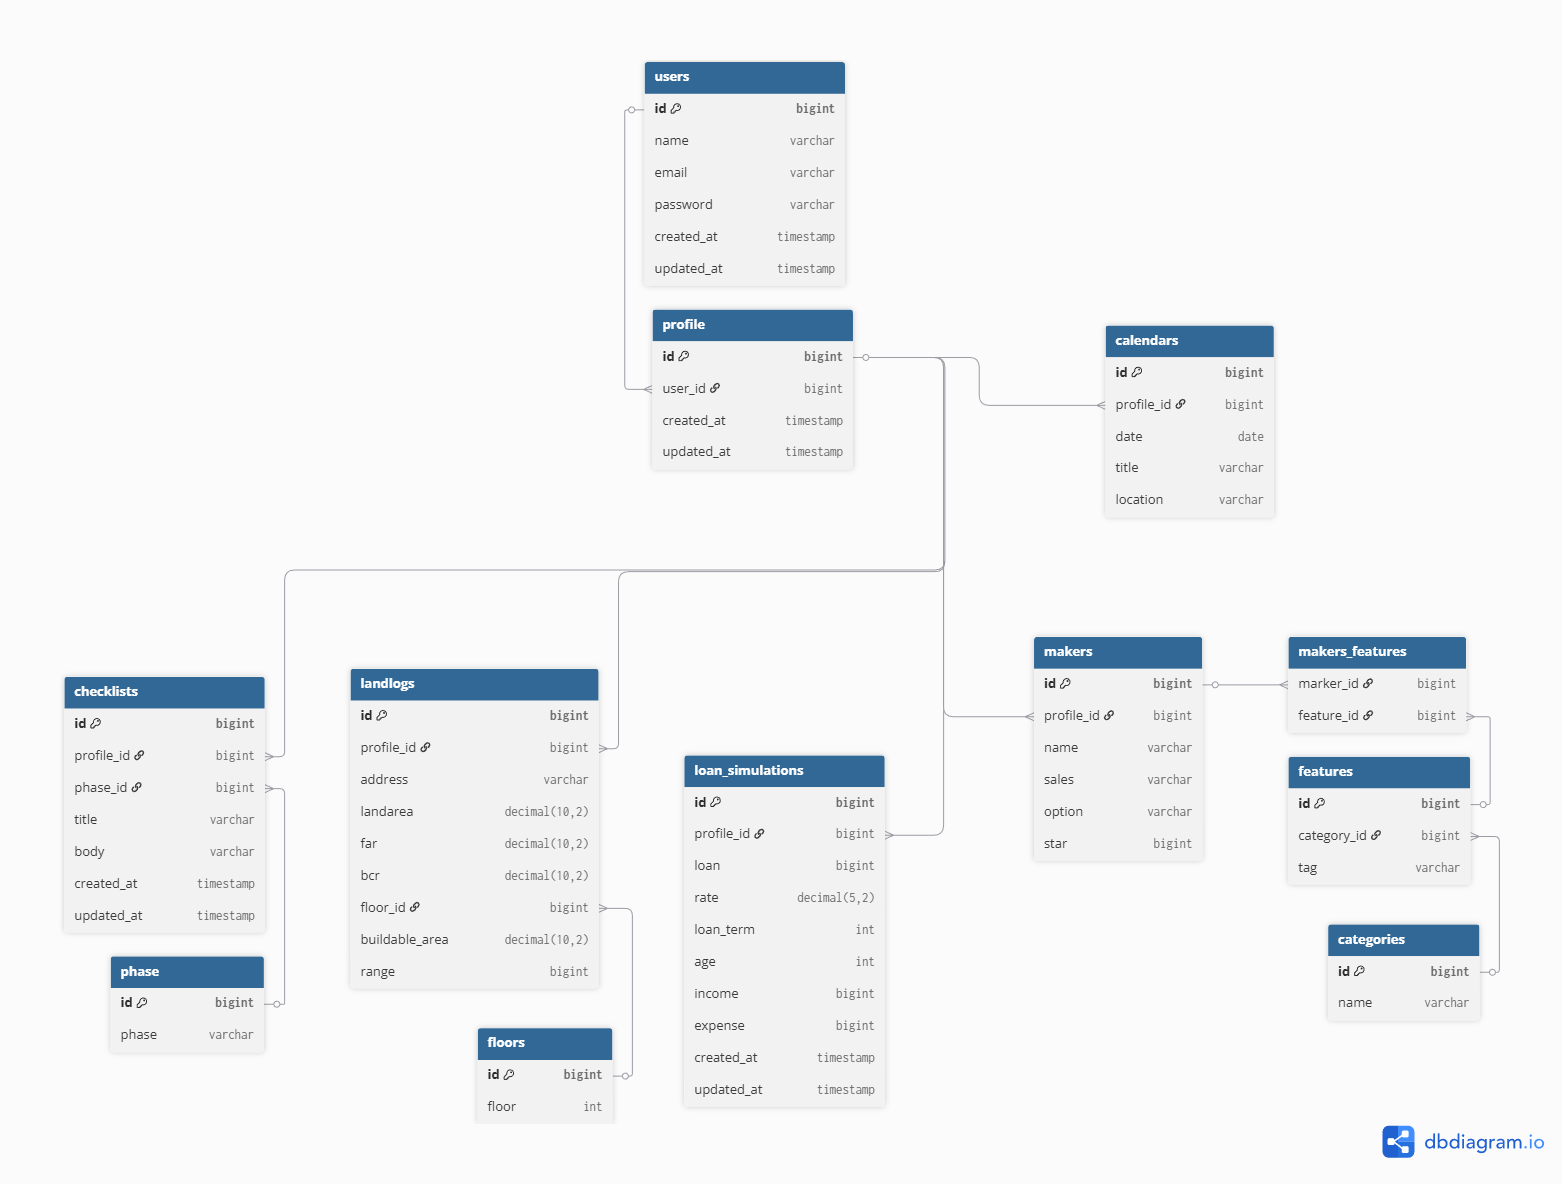 users
id bigint
name varchar
email varchar
password varchar
created_at timestamp
updated_at timestamp
profile
id bigint
user_id bigint
created_at timestamp
updated_at timestamp
calendars
id bigint
profile_id bigint
date date
title varchar
location varchar
checklists
id bigint
profile_id bigint
phase_id bigint
title varchar
body varchar
created_at timestamp
updated_at timestamp
phase
id bigint
phase varchar
landlogs
id bigint
profile_id bigint
address varchar
landarea decimal(10,2)
far decimal(10,2)
bcr decimal(10,2)
floor_id bigint
buildable_area decimal(10,2)
range bigint
floors
id bigint
floor int
loan_simulations
id bigint
profile_id bigint
loan bigint
rate decimal(5,2)
loan_term int
age int
income bigint
expense bigint
created_at timestamp
updated_at timestamp
makers
id bigint
profile_id bigint
name varchar
sales varchar
option varchar
star bigint
makers_features
marker_id bigint
feature_id bigint
features
id bigint
category_id bigint
tag varchar
categories
id bigint
name varchar
dbdiagram.io